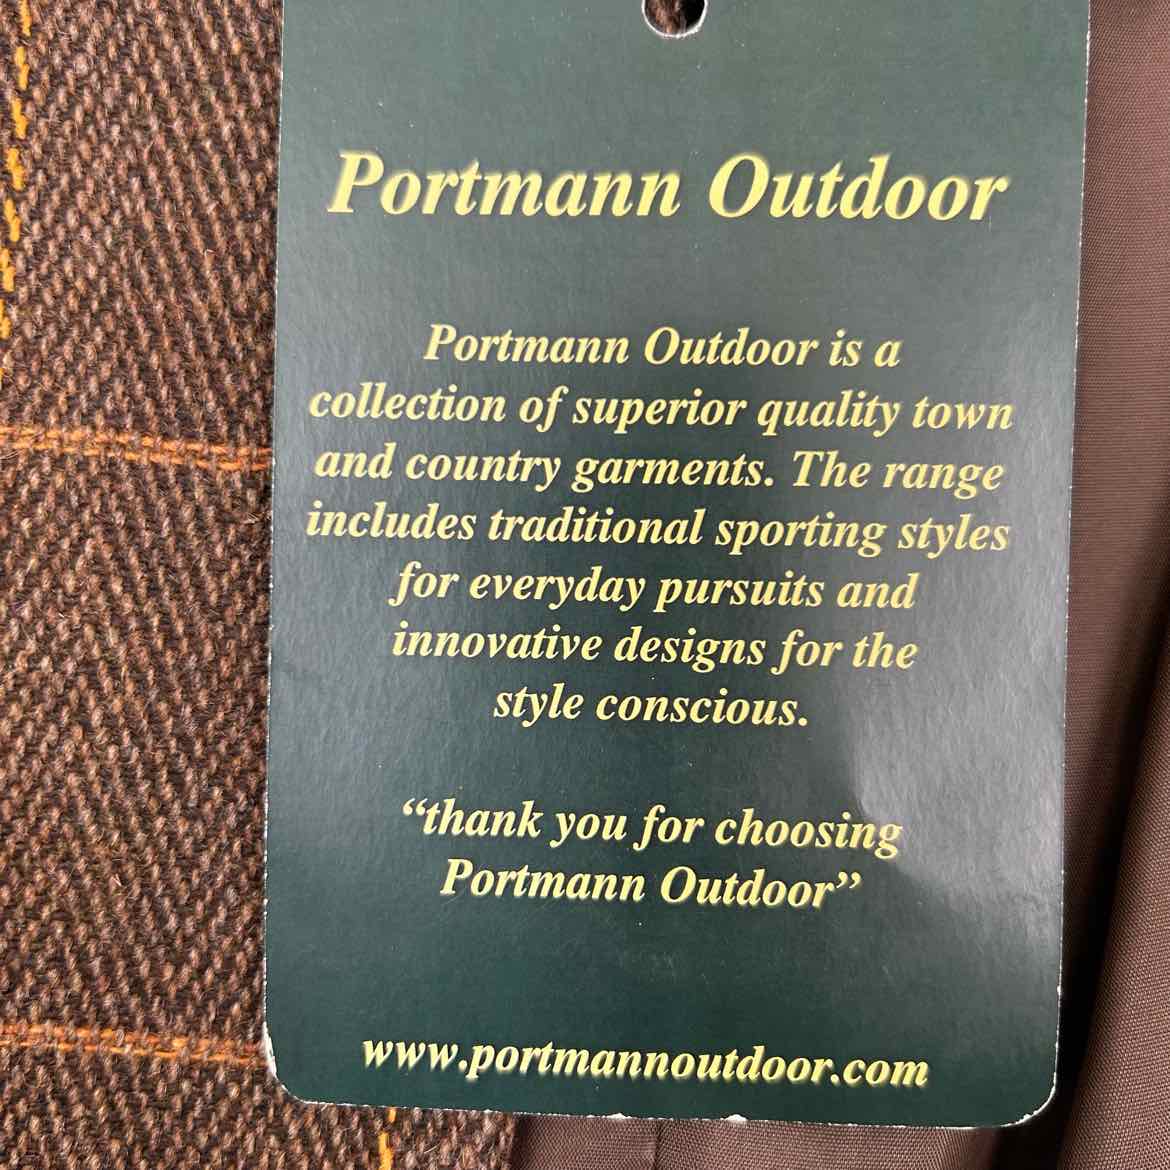 Portmann Outdoor
Portmann Outdoor is a
collection of superior quality town
and country garments. The range
includes traditional sporting styles
for everyday pursuits and
innovative designs for the
style conscious.
“thank you for choosing
Portmann Outdoor”
www.portmannoutdoor.com